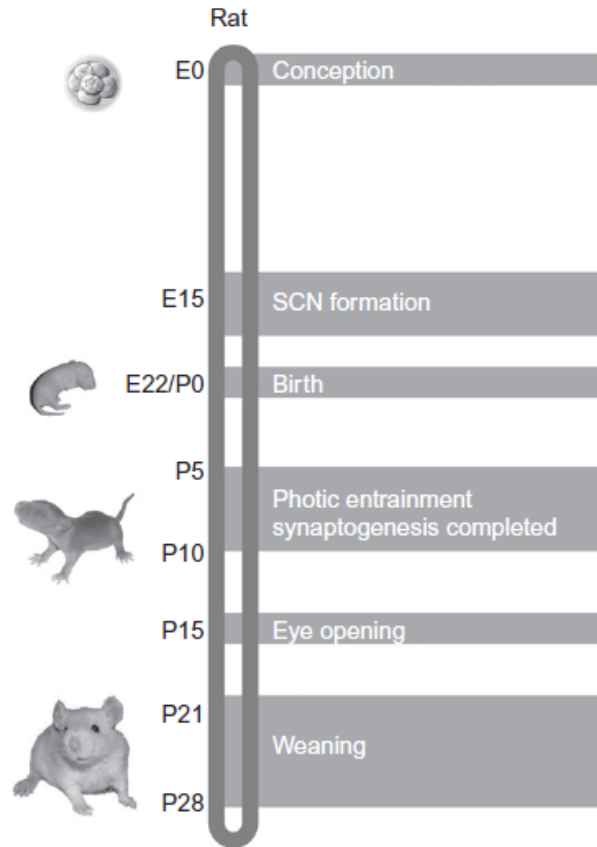 Rat
E0 Conception
E15 SCN formation
E22/P0 Birth
P5
Photic entrainment
synaptogenesis completed
P10
P15 Eye opening
P21
Weaning
P28